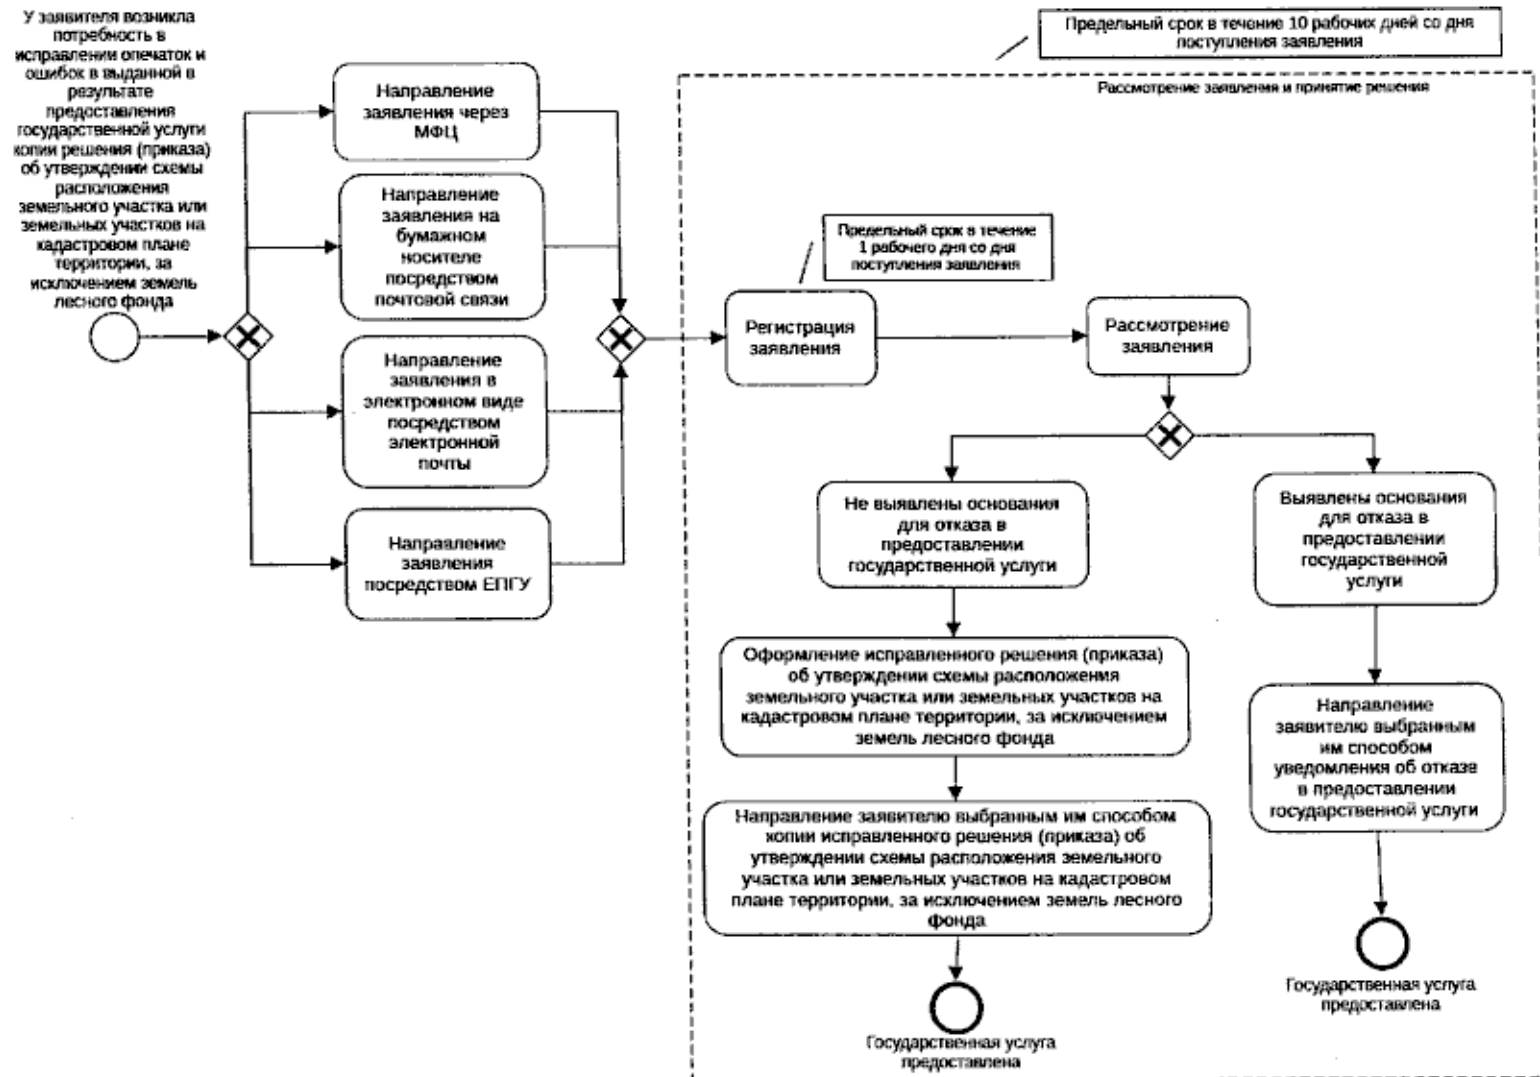 У заявителя возникла
потребность в
исправлении опечаток и
ошибок в выданной в
результате
предоставления
государственной услуги
копии решения (приказа)
об утверждении схемы
расположения
земельного участка или
земельных участков на
кадастровом плане
территории, за
исключением земель
лесного фонда
Направление
заявления через
МФЦ
Направление
заявления на
бумажном
носителе
посредством
почтовой связи
Направление
заявления в
электронном виде
посредством
электронной
почты
Направление
заявления
посредством ЕПГУ
Предельный срок в течение 10 рабочих дней со дня
поступления заявления
Рассмотрение заявления и принятие решения
Предельный срок в течение
1 рабочего дня со дня
поступления заявления
Регистрация
заявления
Рассмотрение
заявления
Не выявлены основания
для отказа в
предоставлении
государственной услуги
Выявлены основания
для отказа в
предоставлении
государственной
услуги
Оформление исправленного решения (приказа)
об утверждении схемы расположения
земельного участка или земельных участков на
кадастровом плане территории, за исключением
земель лесного фонда
Направление
заявителю выбранным
им способом
уведомления об отказе
в предоставлении
государственной услуги
Направление заявителю выбранным им способом
копии исправленного решения (приказа) об
утверждении схемы расположения земельного
участка или земельных участков на кадастровом
плане территории, за исключением земель лесного
фонда
Государственная услуга
предоставлена
Государственная услуга
предоставлена